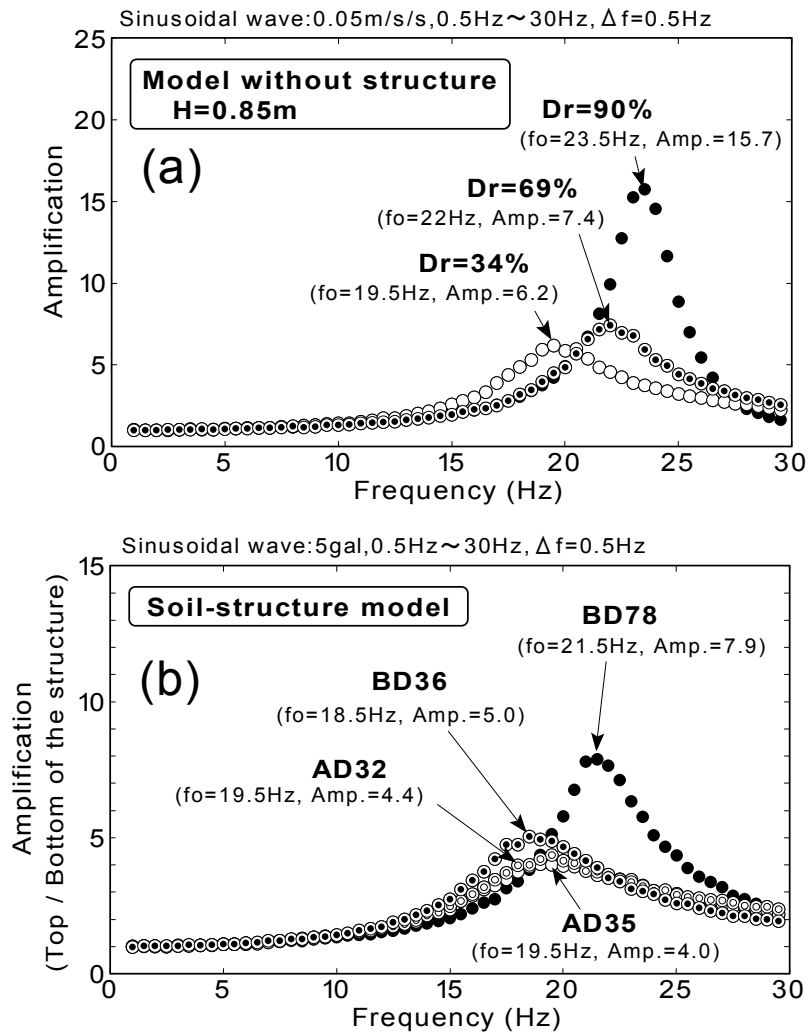 Sinusoidal wave:0.05m/s/s,0.5Hz～30Hz,Δf=0.5Hz
25
20
15
10
5
0
Amplification
Model without structure
H=0.85m
(a)
Dr=90%
(fo=23.5Hz, Amp.=15.7)
Dr=69%
(fo=22Hz, Amp.=7.4)
Dr=34%
(fo=19.5Hz, Amp.=6.2)
0 5 10 15 20 25 30
Frequency (Hz)
Sinusoidal wave:5gal,0.5Hz～30Hz,Δf=0.5Hz
15
10
5
0
Amplification
(Top / Bottom of the structure)
Soil-structure model
(b)
BD78
(fo=21.5Hz, Amp.=7.9)
BD36
(fo=18.5Hz, Amp.=5.0)
AD32
(fo=19.5Hz, Amp.=4.4)
AD35
(fo=19.5Hz, Amp.=4.0)
0 5 10 15 20 25 30
Frequency (Hz)